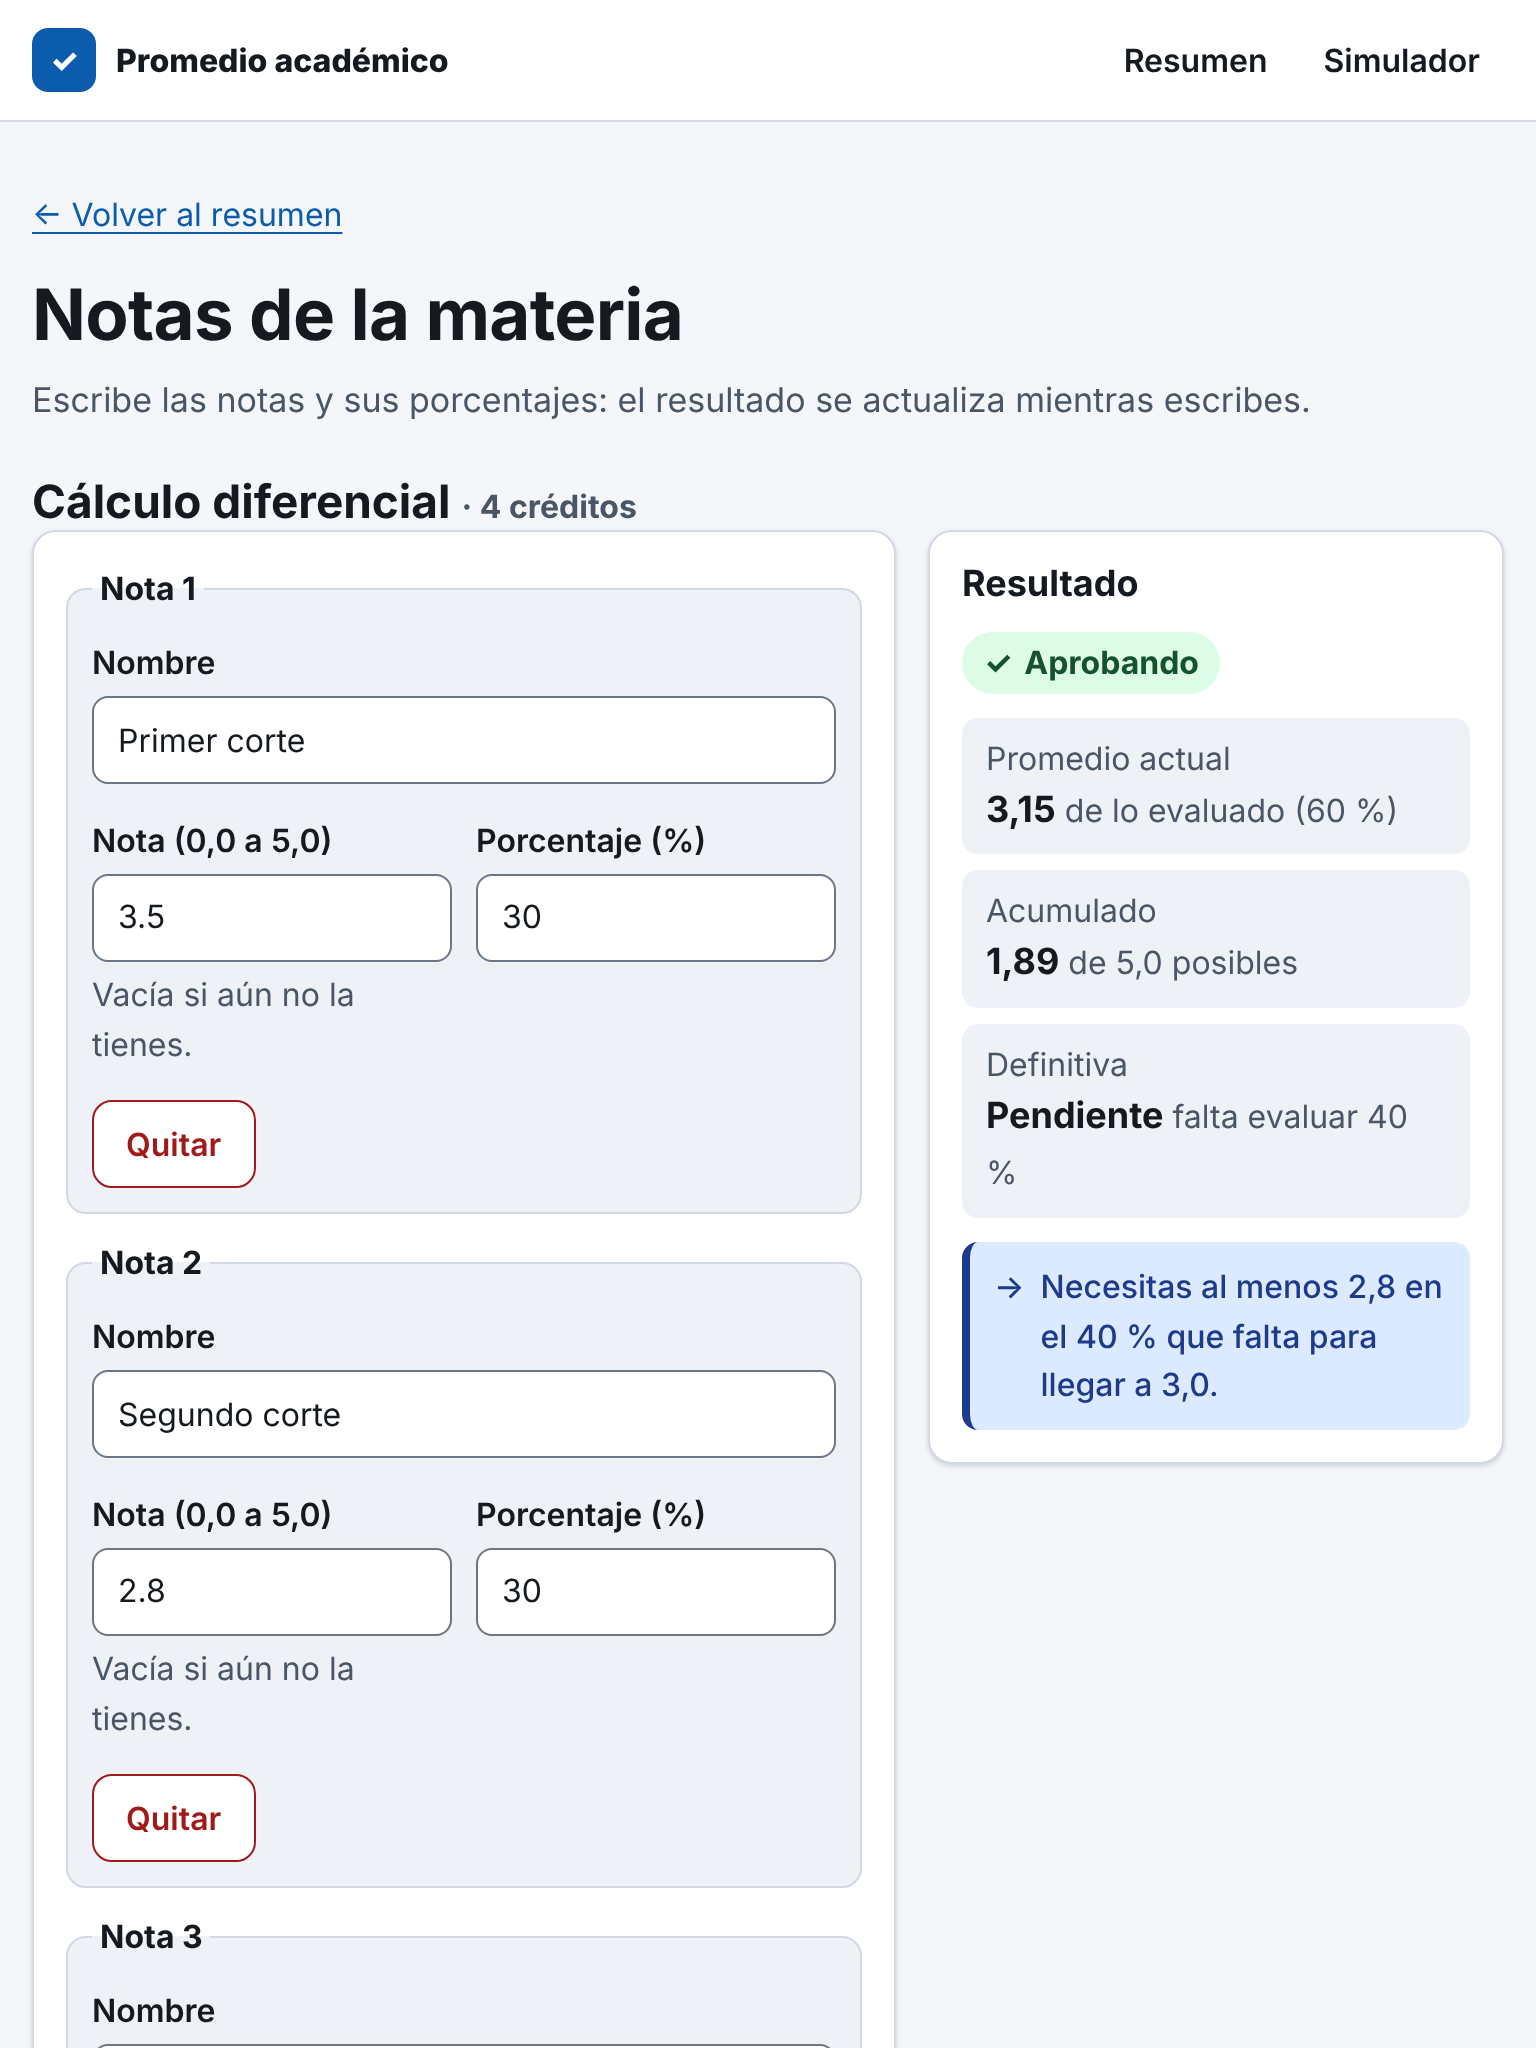 Promedio académico
Resumen
Simulador
← Volver al resumen
Notas de la materia
Escribe las notas y sus porcentajes: el resultado se actualiza mientras escribes.
Cálculo diferencial · 4 créditos
Nota 1
Nombre
Primer corte
Nota (0,0 a 5,0)
Porcentaje (%)
3.5
30
Vacía si aún no la
tienes.
Quitar
Nota 2
Nombre
Segundo corte
Nota (0,0 a 5,0)
Porcentaje (%)
2.8
30
Vacía si aún no la
tienes.
Quitar
Nota 3
Nombre
Resultado
✓ Aprobando
Promedio actual
3,15 de lo evaluado (60 %)
Acumulado
1,89 de 5,0 posibles
Definitiva
Pendiente falta evaluar 40
%
→ Necesitas al menos 2,8 en
el 40 % que falta para
llegar a 3,0.